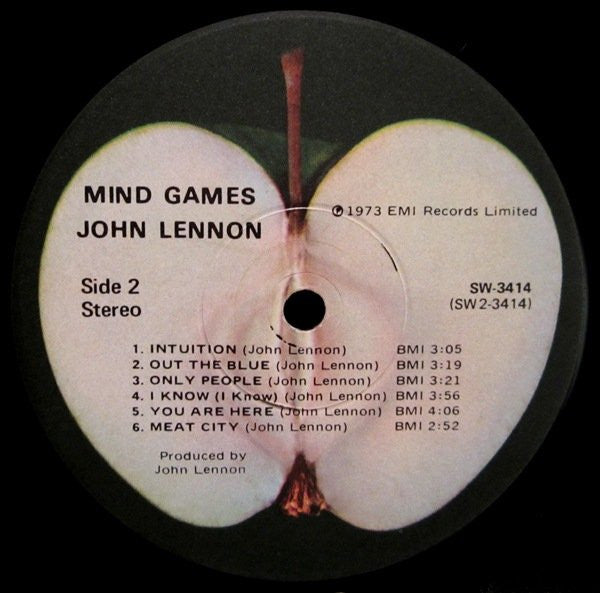 MIND GAMES
JOHN LENNON
℗ 1973 EMI Records Limited
Side 2
Stereo
SW-3414
(SW2-3414)
1. INTUITION (John Lennon) BMI 3:05
2. OUT THE BLUE (John Lennon) BMI 3:19
3. ONLY PEOPLE (John Lennon) BMI 3:21
4. I KNOW (I Know) (John Lennon) BMI 3:56
5. YOU ARE HERE (John Lennon) BMI 4:06
6. MEAT CITY (John Lennon) BMI 2:52
Produced by
John Lennon